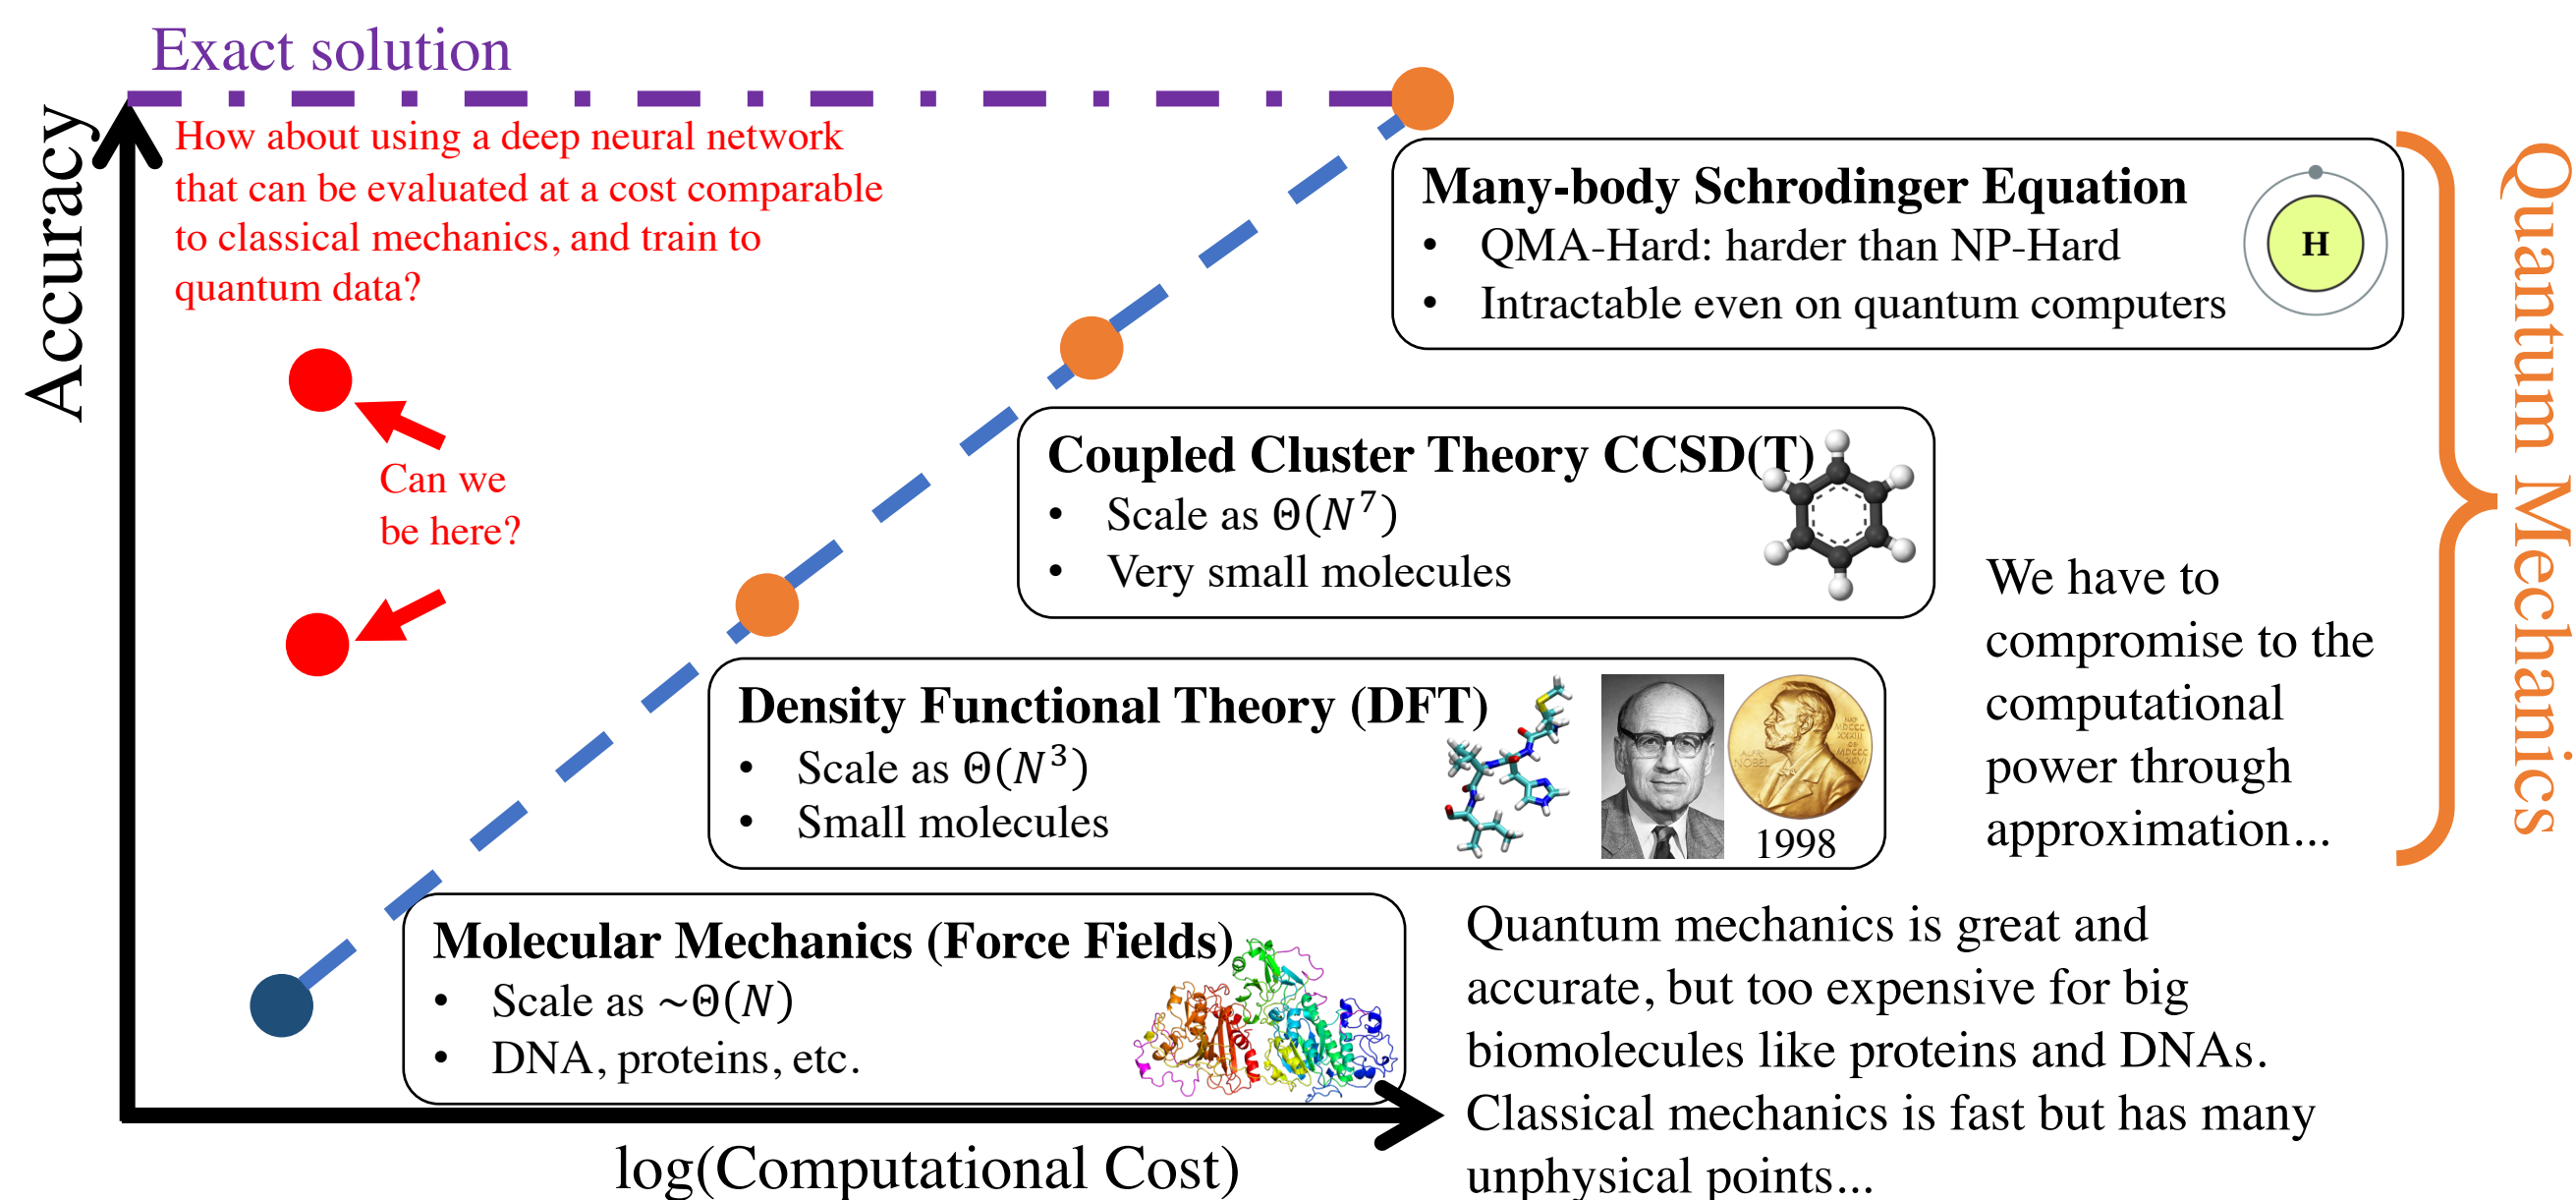 Exact solution
Accuracy
How about using a deep neural network
that can be evaluated at a cost comparable
to classical mechanics, and train to
quantum data?
Can we
be here?
Many-body Schrodinger Equation
• QMA-Hard: harder than NP-Hard
• Intractable even on quantum computers
H
Coupled Cluster Theory CCSD(T)
• Scale as Θ(N⁷)
• Very small molecules
Density Functional Theory (DFT)
• Scale as Θ(N³)
• Small molecules
1998
Molecular Mechanics (Force Fields)
• Scale as ~Θ(N)
• DNA, proteins, etc.
log(Computational Cost)
Quantum Mechanics
We have to
compromise to the
computational
power through
approximation...
Quantum mechanics is great and
accurate, but too expensive for big
biomolecules like proteins and DNAs.
Classical mechanics is fast but has many
unphysical points...